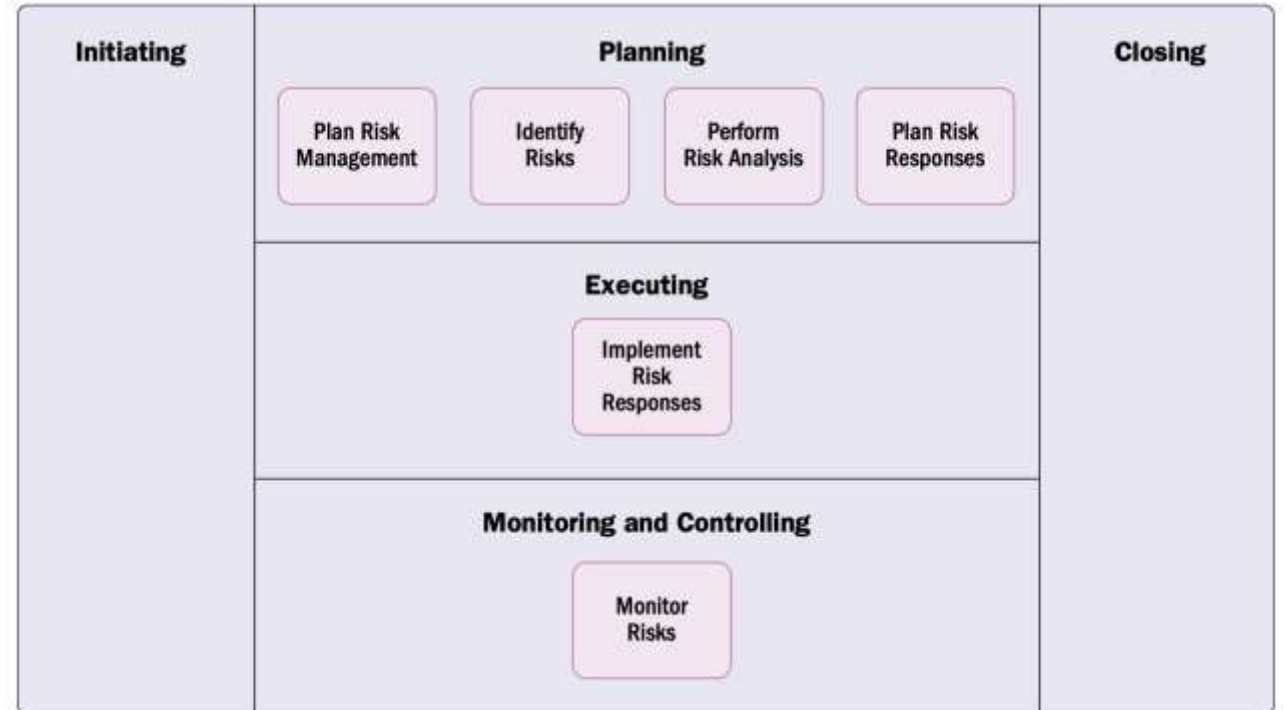 Initiating
Planning
Closing
Plan Risk
Management
Identify
Risks
Perform
Risk Analysis
Plan Risk
Responses
Executing
Implement
Risk
Responses
Monitoring and Controlling
Monitor
Risks